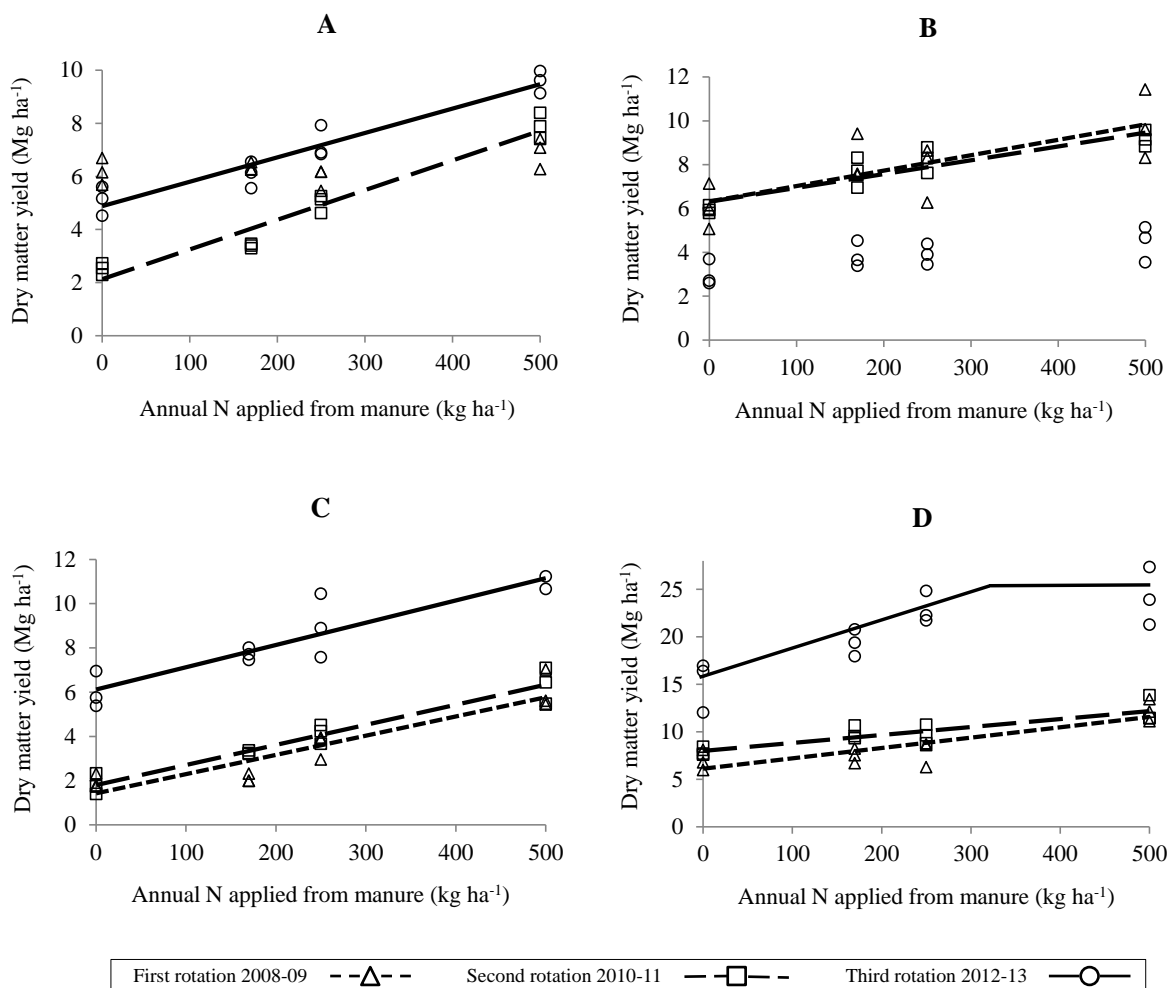 A
Dry matter yield (Mg ha⁻¹)
10
8
6
4
2
0
0 100 200 300 400 500
Annual N applied from manure (kg ha⁻¹)
B
Dry matter yield (Mg ha⁻¹)
12
10
8
6
4
2
0
0 100 200 300 400 500
Annual N applied from manure (kg ha⁻¹)
C
Dry matter yield (Mg ha⁻¹)
12
10
8
6
4
2
0
0 100 200 300 400 500
Annual N applied from manure (kg ha⁻¹)
D
Dry matter yield (Mg ha⁻¹)
25
20
15
10
5
0
0 100 200 300 400 500
Annual N applied from manure (kg ha⁻¹)
First rotation 2008-09 Second rotation 2010-11 Third rotation 2012-13